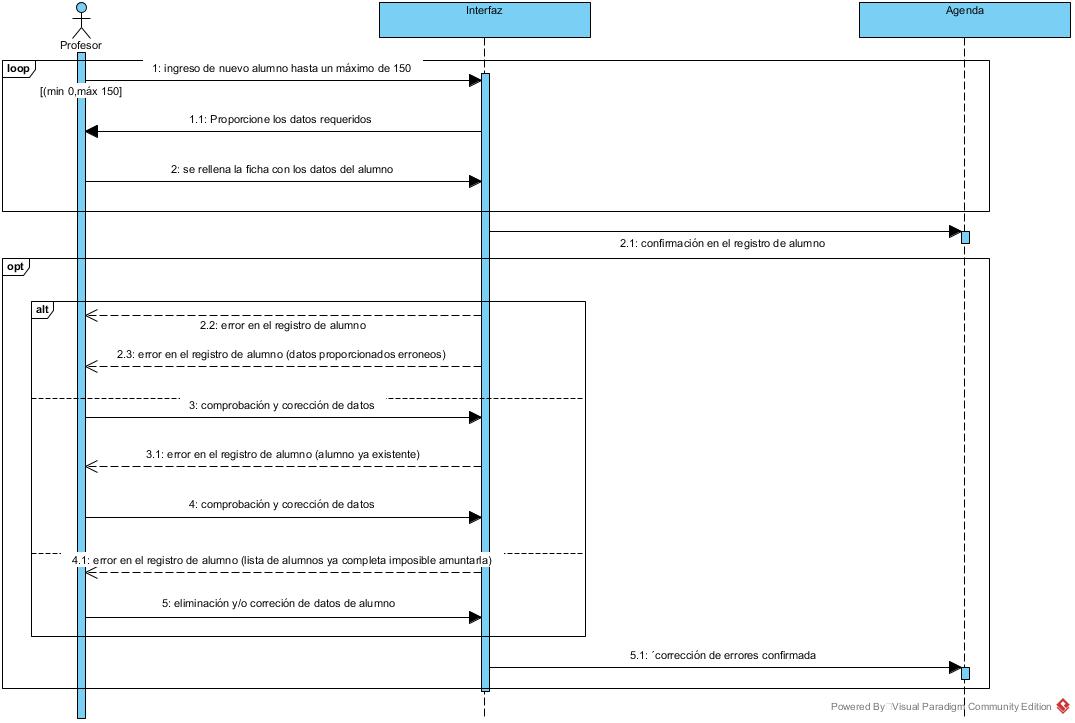 Interfaz
Agenda
Profesor
loop
1: ingreso de nuevo alumno hasta un máximo de 150
[(min 0,máx 150]
1.1: Proporcione los datos requeridos
2: se rellena la ficha con los datos del alumno
2.1: confirmación en el registro de alumno
opt
alt
2.2: error en el registro de alumno
2.3: error en el registro de alumno (datos proporcionados erroneos)
3: comprobación y corección de datos
3.1: error en el registro de alumno (alumno ya existente)
4: comprobación y corección de datos
4.1: error en el registro de alumno (lista de alumnos ya completa imposible amuntarla)
5: eliminación y/o correción de datos de alumno
5.1: ´corrección de errores confirmada
Powered By Visual Paradigm Community Edition